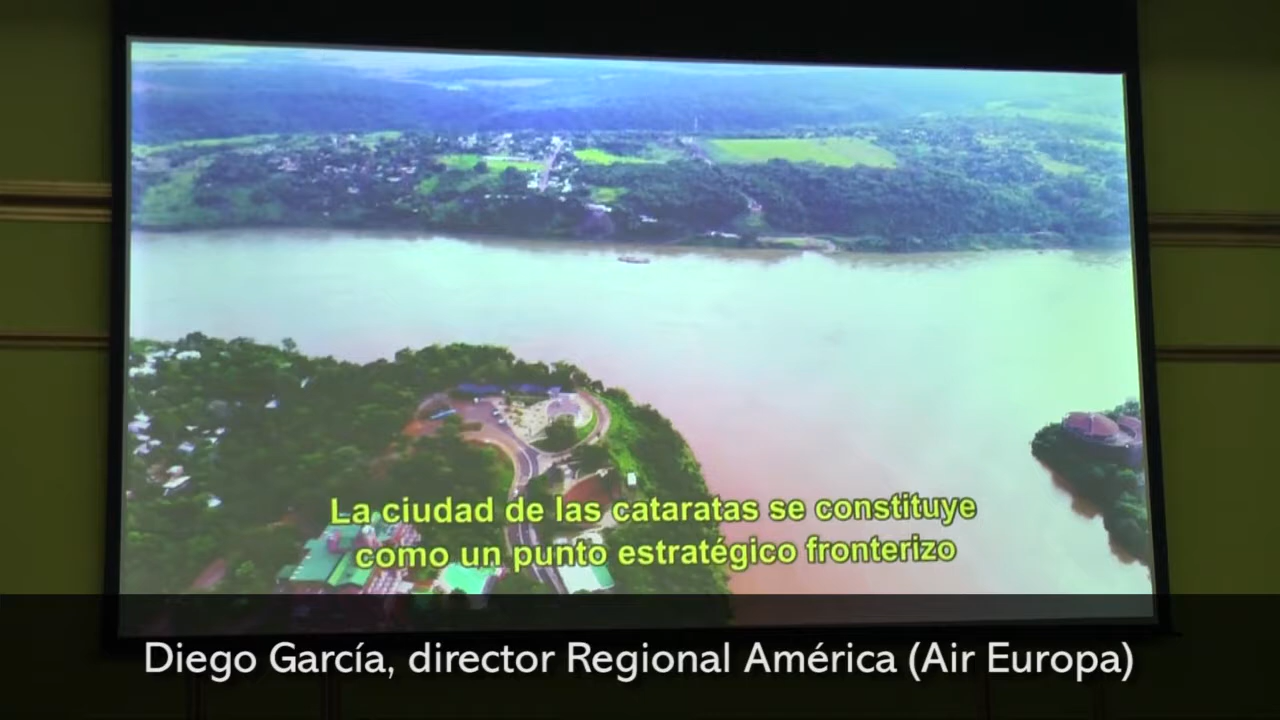 La ciudad de las cataratas se constituye
como un punto estratégico fronterizo
Diego García, director Regional América (Air Europa)